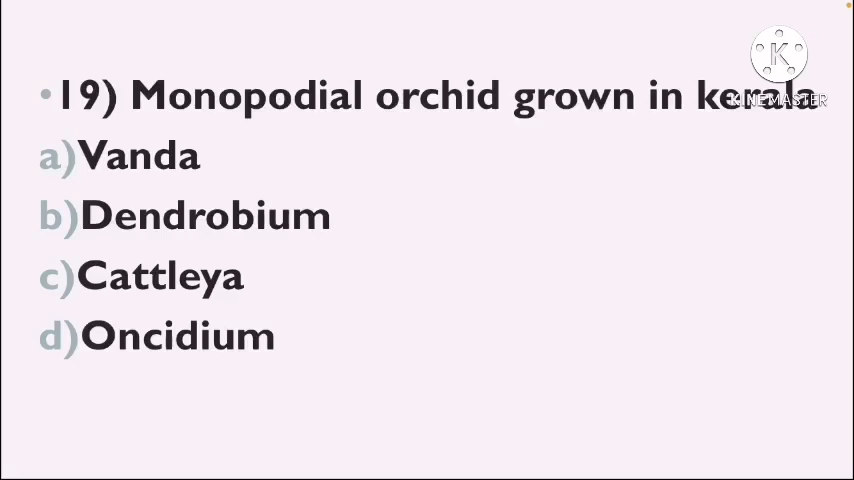 •19) Monopodial orchid grown in kerala
K
KINEMASTER
a)Vanda
b)Dendrobium
c)Cattleya
d)Oncidium